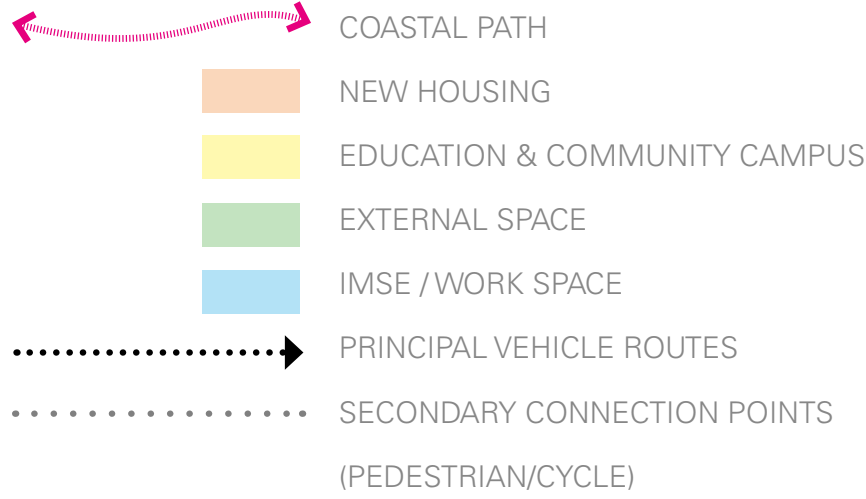 COASTAL PATH
NEW HOUSING
EDUCATION & COMMUNITY CAMPUS
EXTERNAL SPACE
IMSE / WORK SPACE
PRINCIPAL VEHICLE ROUTES
SECONDARY CONNECTION POINTS
(PEDESTRIAN/CYCLE)